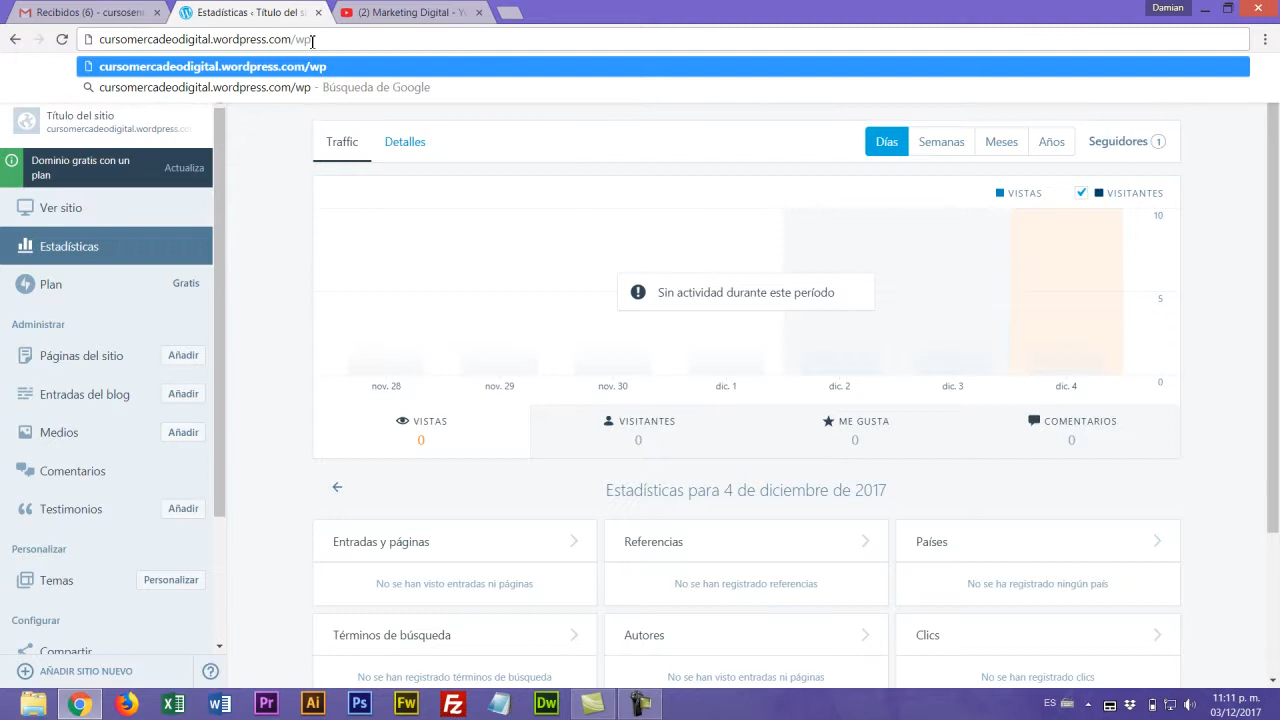 Recibidos (6) - cursosen
Estadísticas ‹ Título del si
(2) Marketing Digital - Yo
Damian
cursomercadeodigital.wordpress.com/wp
cursomercadeodigital.wordpress.com/wp
cursomercadeodigital.wordpress.com/wp - Búsqueda de Google
Título del sitio
cursomercadeodigital.wordpress.co
Dominio gratis con un
plan
Actualiza
Ver sitio
Estadísticas
Plan
Gratis
Administrar
Páginas del sitio
Añadir
Entradas del blog
Añadir
Medios
Añadir
Comentarios
Testimonios
Añadir
Personalizar
Temas
Personalizar
Configurar
Compartir
AÑADIR SITIO NUEVO
Traffic
Detalles
Días
Semanas
Meses
Años
Seguidores 1
VISTAS
VISITANTES
10
5
0
Sin actividad durante este período
nov. 28
nov. 29
nov. 30
dic. 1
dic. 2
dic. 3
dic. 4
VISTAS
0
VISITANTES
0
ME GUSTA
0
COMENTARIOS
0
Estadísticas para 4 de diciembre de 2017
Entradas y páginas
No se han visto entradas ni páginas
Referencias
No se han registrado referencias
Países
No se ha registrado ningún país
Términos de búsqueda
No se han registrado términos de búsqueda
Autores
No se han visto entradas ni páginas
Clics
No se han registrado clics
Pr
Ai
Ps
Fw
Fz
Dw
ES
11:11 p. m.
03/12/2017